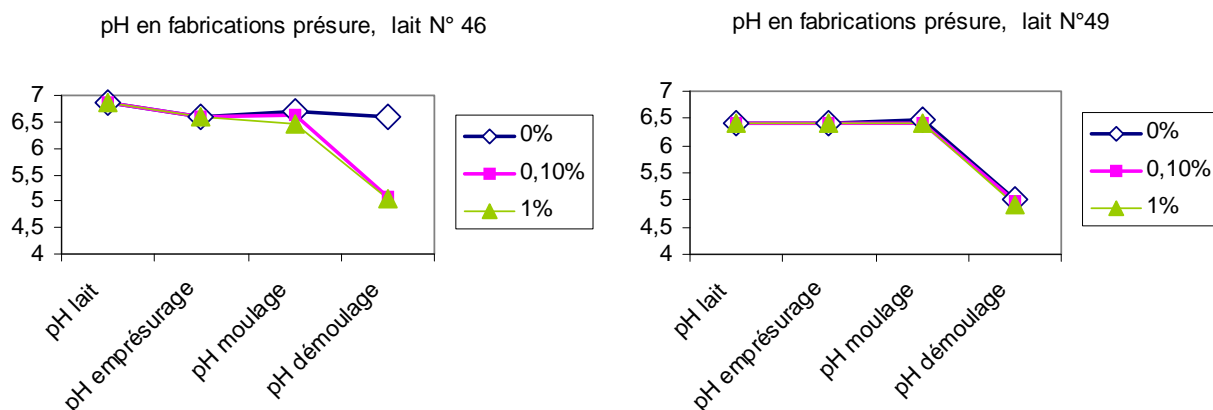 pH en fabrications présure, lait N° 46
7
6,5
6
5,5
5
4,5
4
pH lait
pH emprésurage
pH moulage
pH démoulage
0%
0,10%
1%
pH en fabrications présure, lait N°49
7
6,5
6
5,5
5
4,5
4
pH lait
pH emprésurage
pH moulage
pH démoulage
0%
0,10%
1%